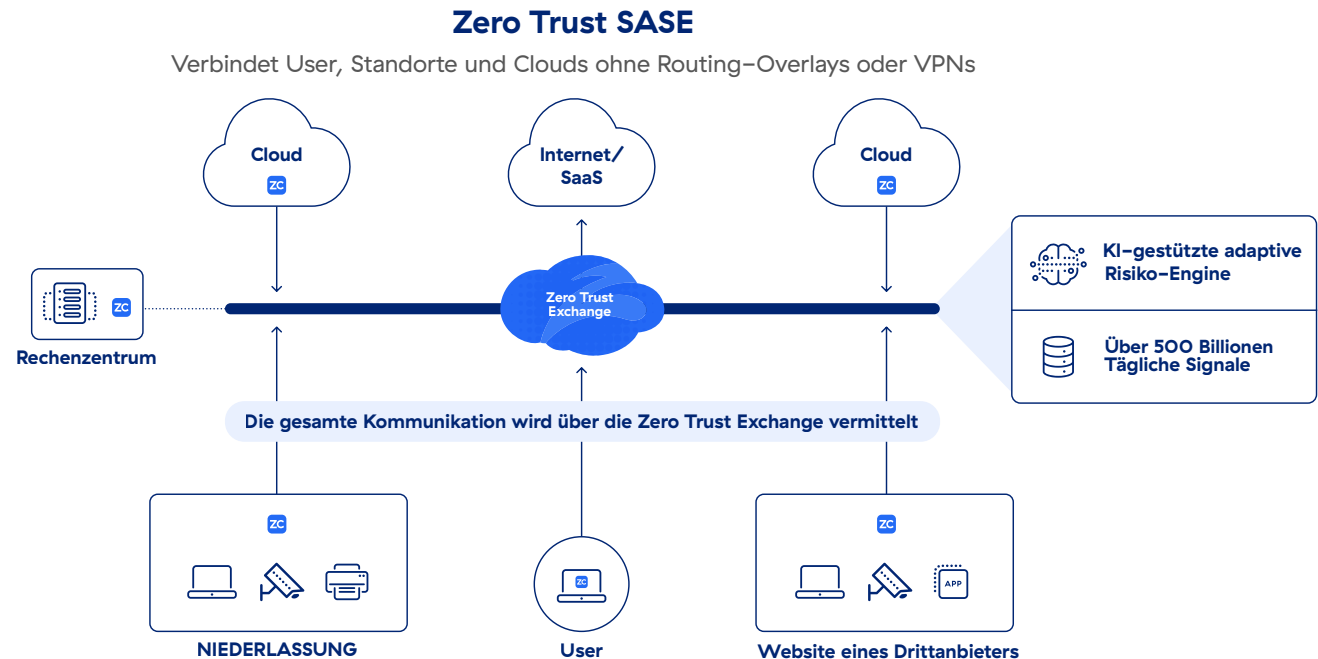 Zero Trust SASE
Verbindet User, Standorte und Clouds ohne Routing-Overlays oder VPNs
Cloud
ZC
Internet/
SaaS
Cloud
ZC
ZC
Rechenzentrum
Zero Trust
Exchange
KI-gestützte adaptive
Risiko-Engine
Über 500 Billionen
Tägliche Signale
Die gesamte Kommunikation wird über die Zero Trust Exchange vermittelt
ZC
NIEDERLASSUNG
ZC
User
ZC
APP
Website eines Drittanbieters